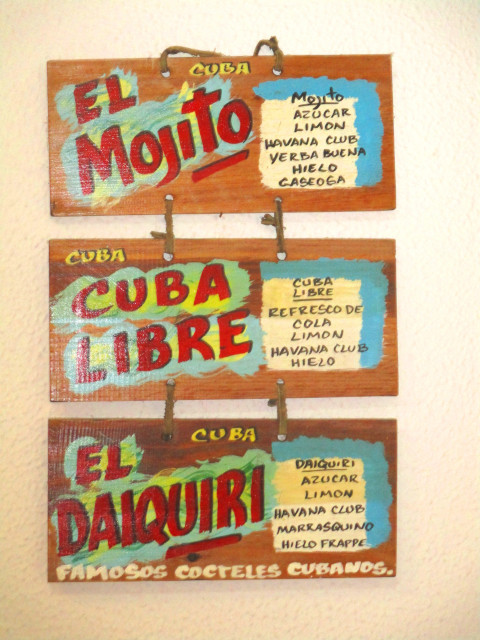 CUBA
EL
Mojito
Mojito
AZUCAR
LIMON
HAVANA CLUB
YERBA BUENA
HIELO
GASEOSA
CUBA
CUBA
LIBRE
CUBA
LIBRE
REFRESCO DE
COLA
LIMON
HAVANA CLUB
HIELO
CUBA
EL
DAIQUIRI
DAIQUIRI
AZUCAR
LIMON
HAVANA CLUB
MARRASQUINO
HIELO FRAPPE
FAMOSOS COCTELES CUBANOS.